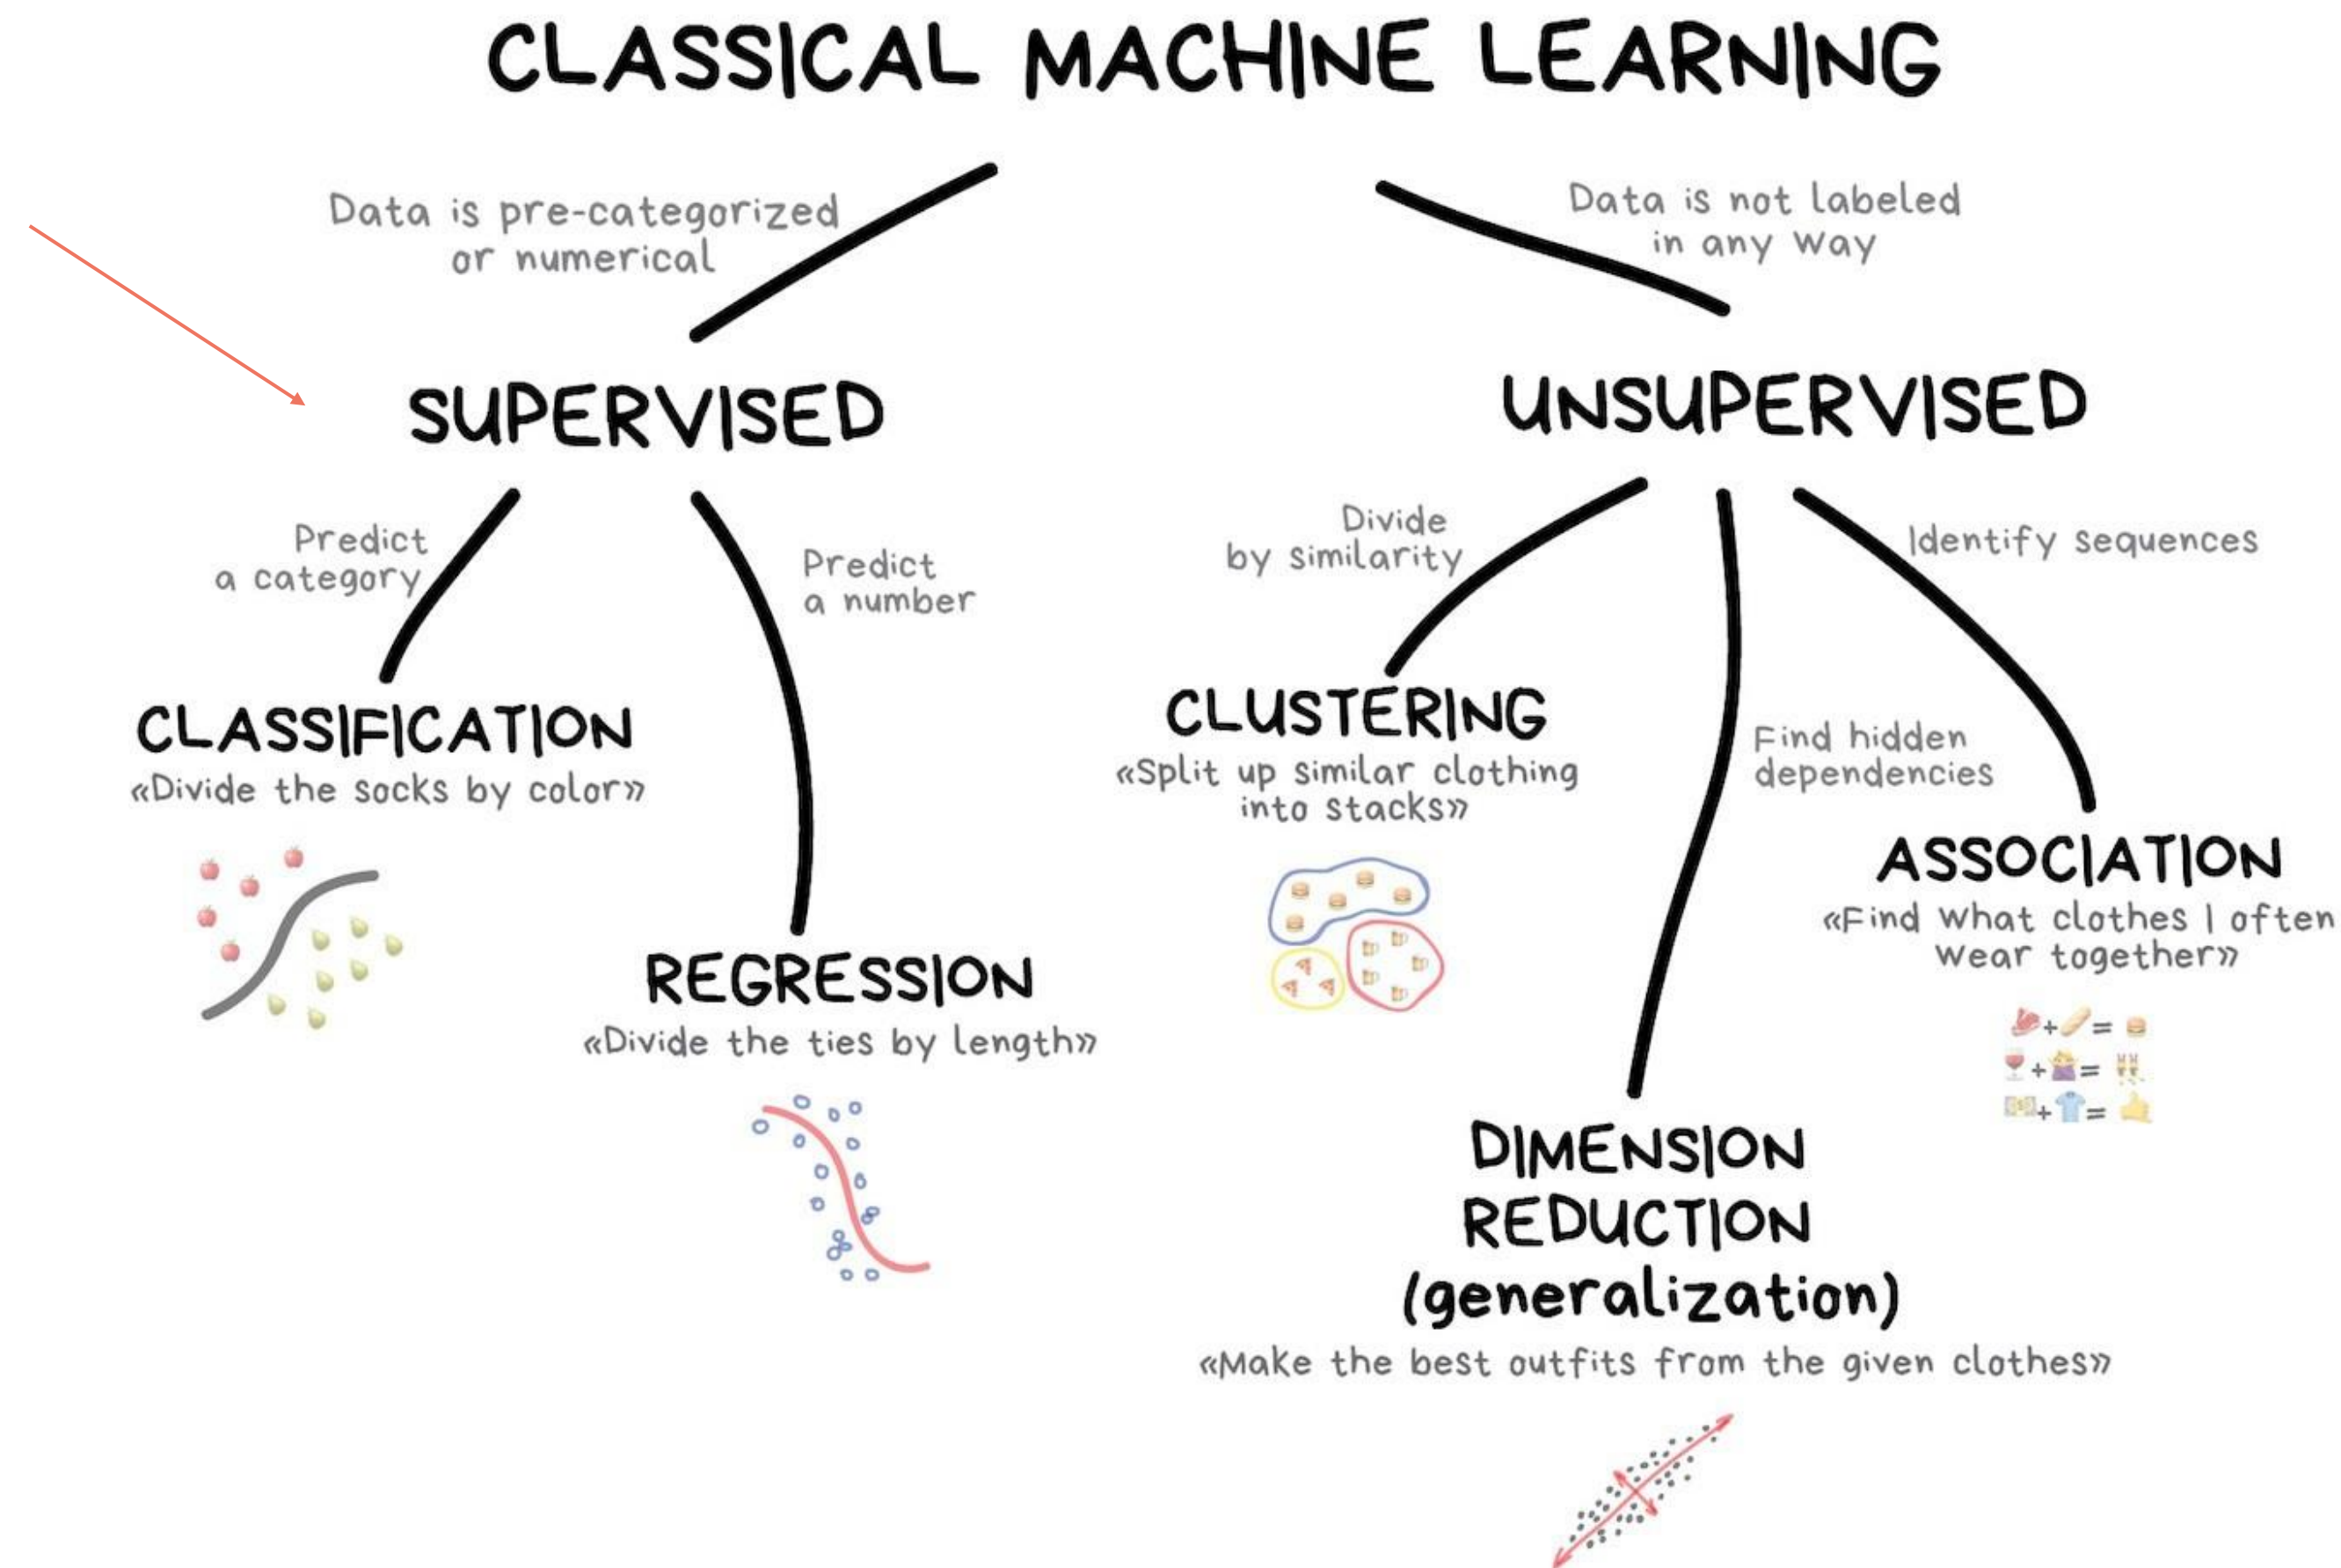 CLASSICAL MACHINE LEARNING
Data is pre-categorized
or numerical
Data is not labeled
in any way
SUPERVISED
UNSUPERVISED
Predict
a category
Predict
a number
Divide
by similarity
Identify sequences
CLASSIFICATION
«Divide the socks by color»
REGRESSION
«Divide the ties by length»
CLUSTERING
«Split up similar clothing
into stacks»
Find hidden
dependencies
ASSOCIATION
«Find what clothes I often
wear together»
DIMENSION
REDUCTION
(generalization)
«Make the best outfits from the given clothes»